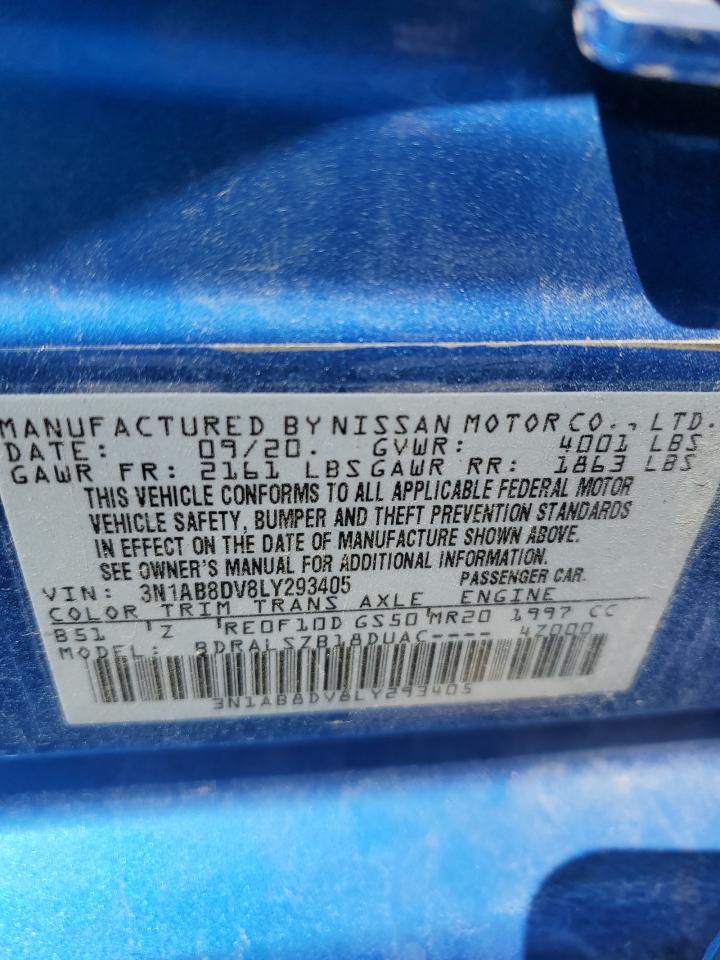 MANUFACTURED BY NISSAN MOTOR CO., LTD.
DATE: 09/20. GVWR: 4001 LBS
GAWR FR: 2161 LBS GAWR RR: 1863 LBS
THIS VEHICLE CONFORMS TO ALL APPLICABLE FEDERAL MOTOR
VEHICLE SAFETY, BUMPER AND THEFT PREVENTION STANDARDS
IN EFFECT ON THE DATE OF MANUFACTURE SHOWN ABOVE.
SEE OWNER'S MANUAL FOR ADDITIONAL INFORMATION.
VIN: 3N1AB8DV8LY293405 PASSENGER CAR.
COLOR TRIM TRANS AXLE ENGINE
B51 'Z 'RE0F10D'GS50'MR20 1997 CC
MODEL: BDRALSZB18DUAC---- 4Z000
3N1AB8DV8LY293405